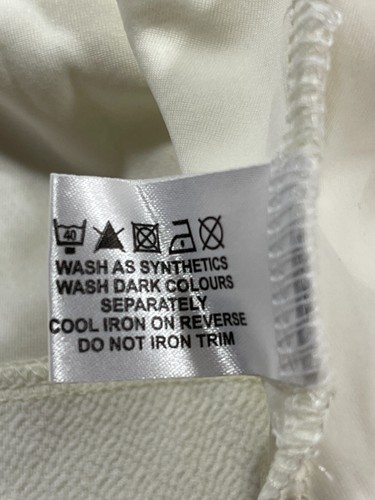 40
WASH AS SYNTHETICS
WASH DARK COLOURS
SEPARATELY
COOL IRON ON REVERSE
DO NOT IRON TRIM